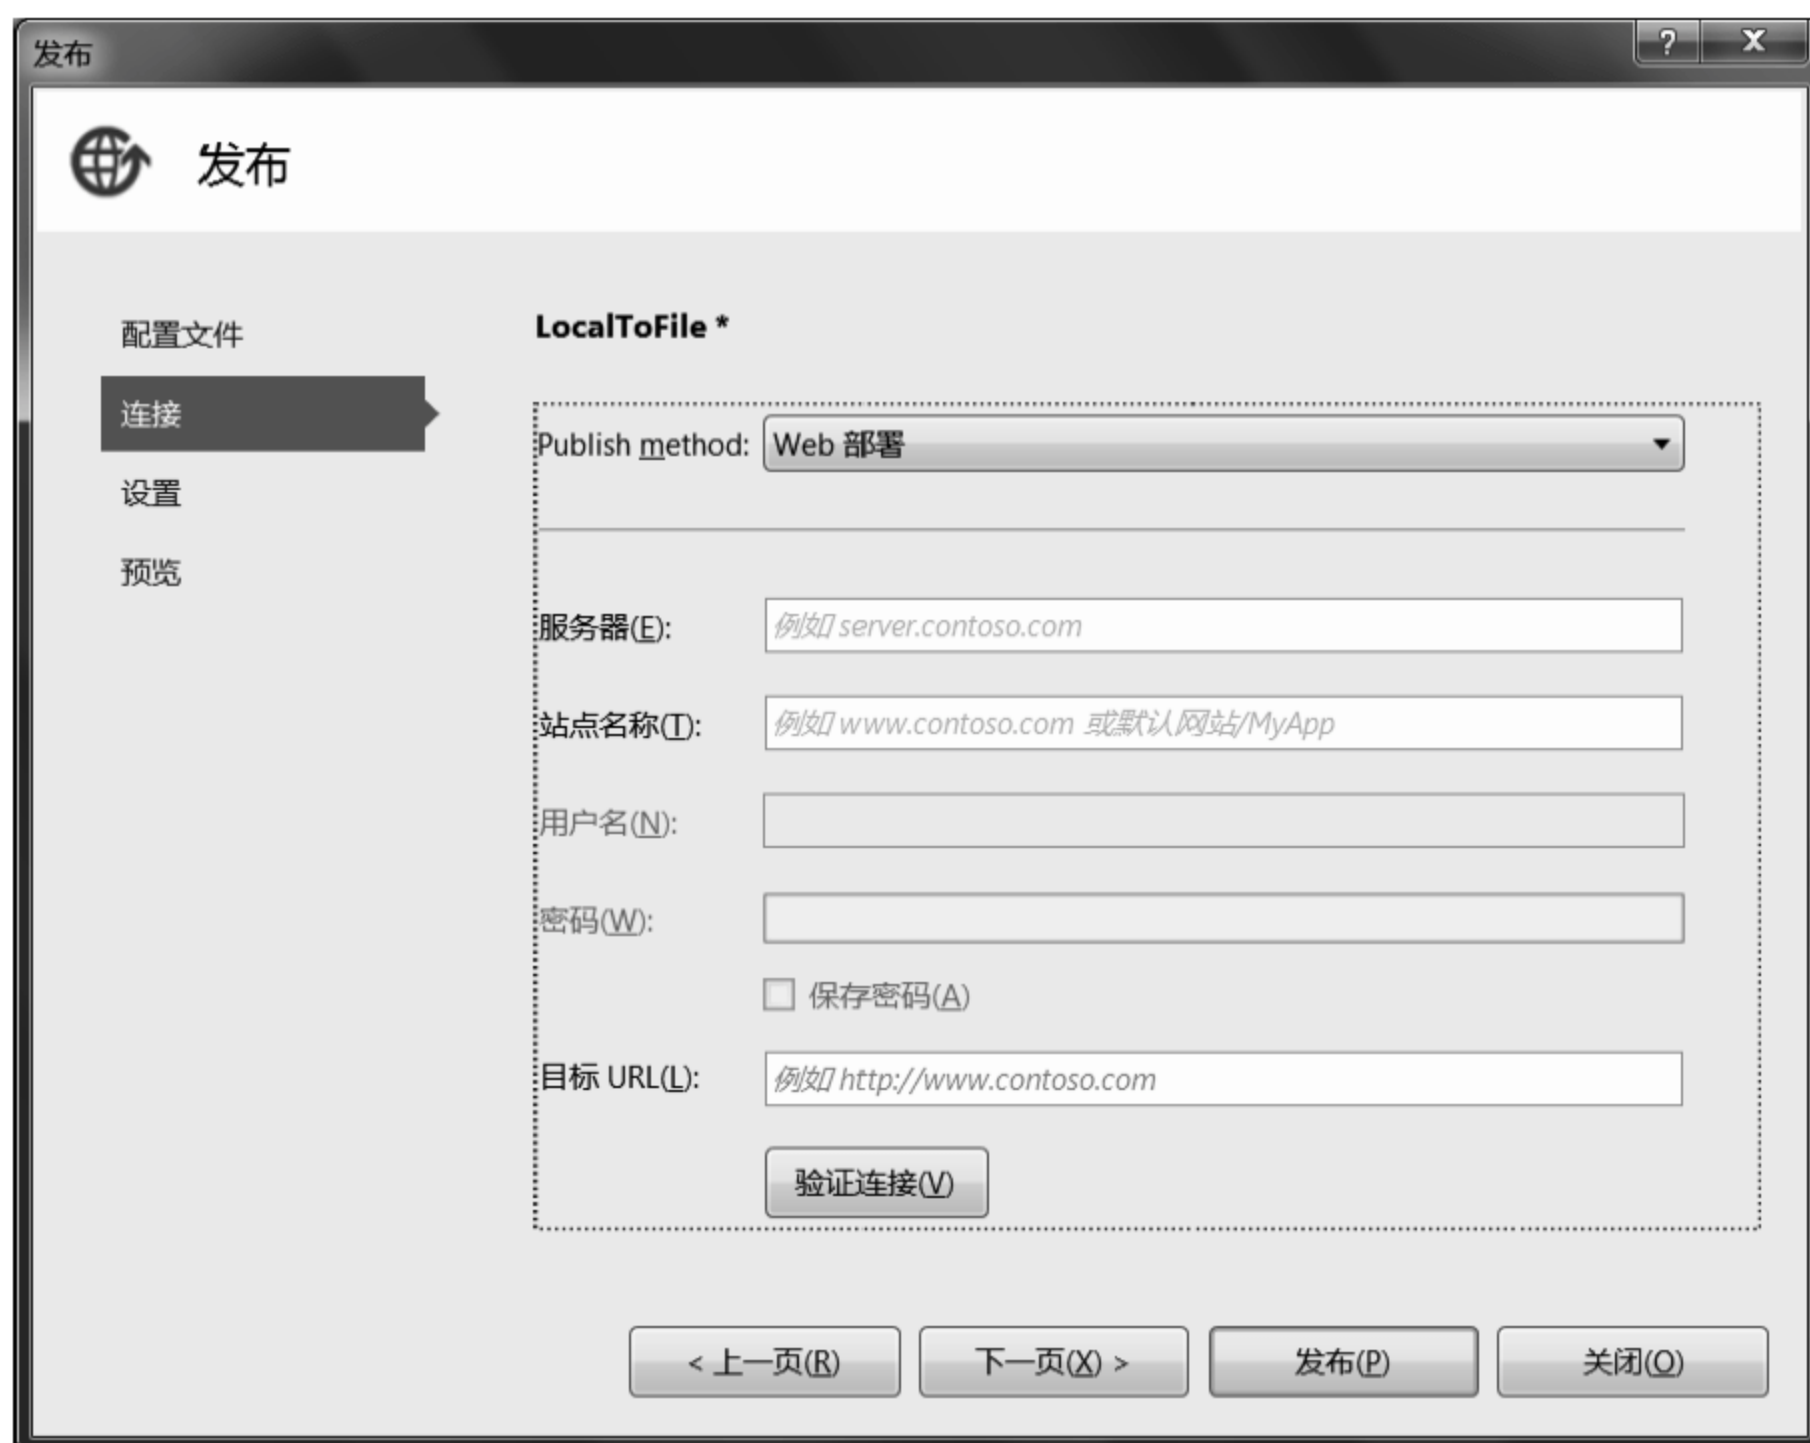 发布
?
X
发布
配置文件
连接
设置
预览
LocalToFile *
Publish method: Web 部署
服务器(E): 例如 server.contoso.com
站点名称(T): 例如 www.contoso.com 或默认网站/MyApp
用户名(N):
密码(W):
保存密码(A)
目标 URL(L): 例如 http://www.contoso.com
验证连接(V)
< 上一页(R) 下一页(X) > 发布(P) 关闭(O)